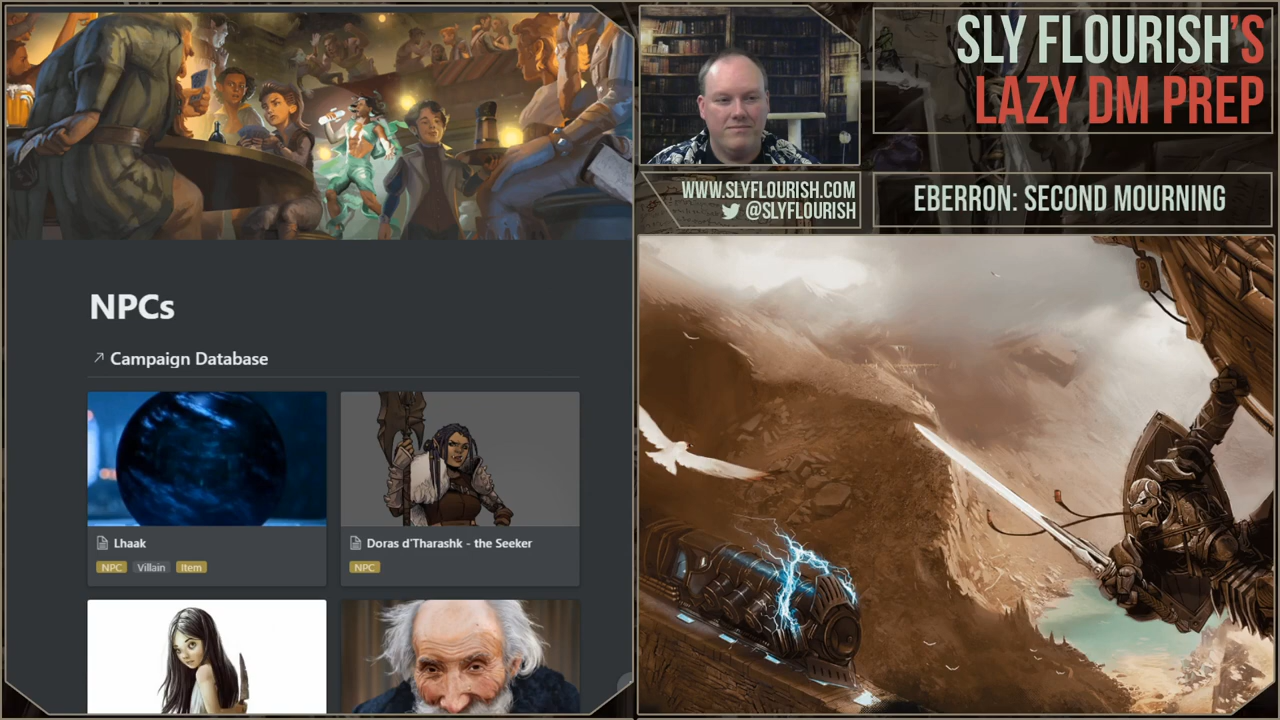 NPCs
↗ Campaign Database
Lhaak
NPC Villain Item
Doras d'Tharashk - the Seeker
NPC
SLY FLOURISH'S
LAZY DM PREP
WWW.SLYFLOURISH.COM
@SLYFLOURISH
EBERRON: SECOND MOURNING